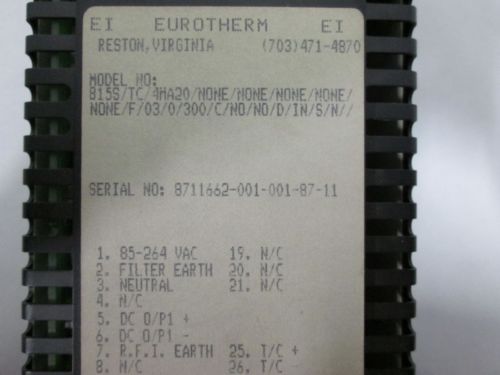 EI EUROTHERM EI
RESTON, VIRGINIA (703)471-4870
MODEL NO:
815S/TC/4MA20/NONE/NONE/NONE/NONE/
NONE/F/03/0/300/C/NO/NO/D/IN/S/N//
SERIAL NO: 8711662-001-001-87-11
1. 85-264 VAC 19. N/C
2. FILTER EARTH 20. N/C
3. NEUTRAL 21. N/C
4. N/C
5. DC O/P1 +
6. DC O/P1 -
7. R.F.I. EARTH 25. T/C +
8. N/C 26. T/C -